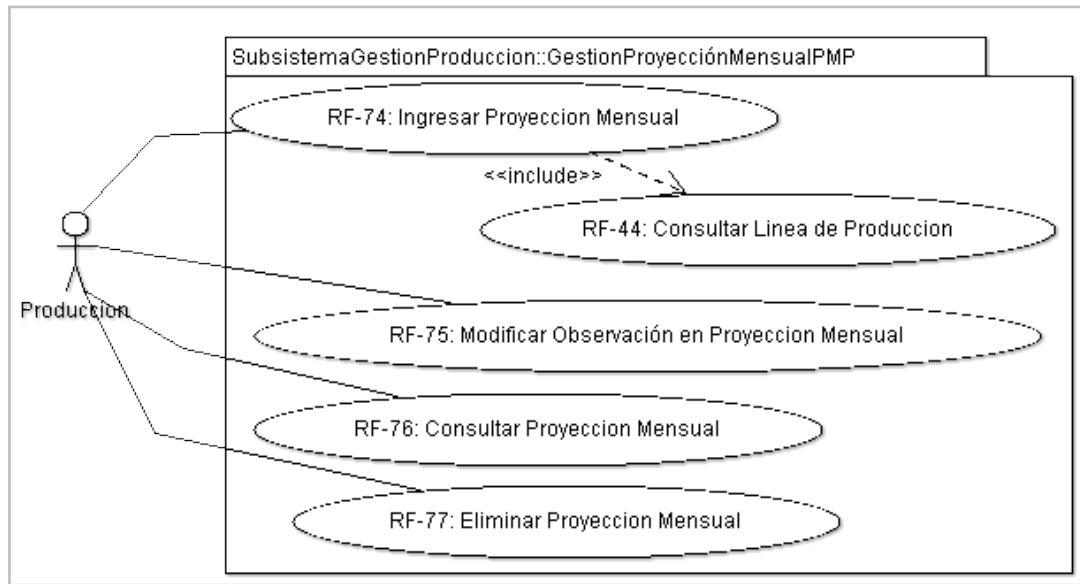 SubsistemaGestionProduccion::GestionProyecciónMensualPMP
RF-74: Ingresar Proyeccion Mensual
<<include>>
RF-44: Consultar Linea de Produccion
Produccion
RF-75: Modificar Observación en Proyeccion Mensual
RF-76: Consultar Proyeccion Mensual
RF-77: Eliminar Proyeccion Mensual